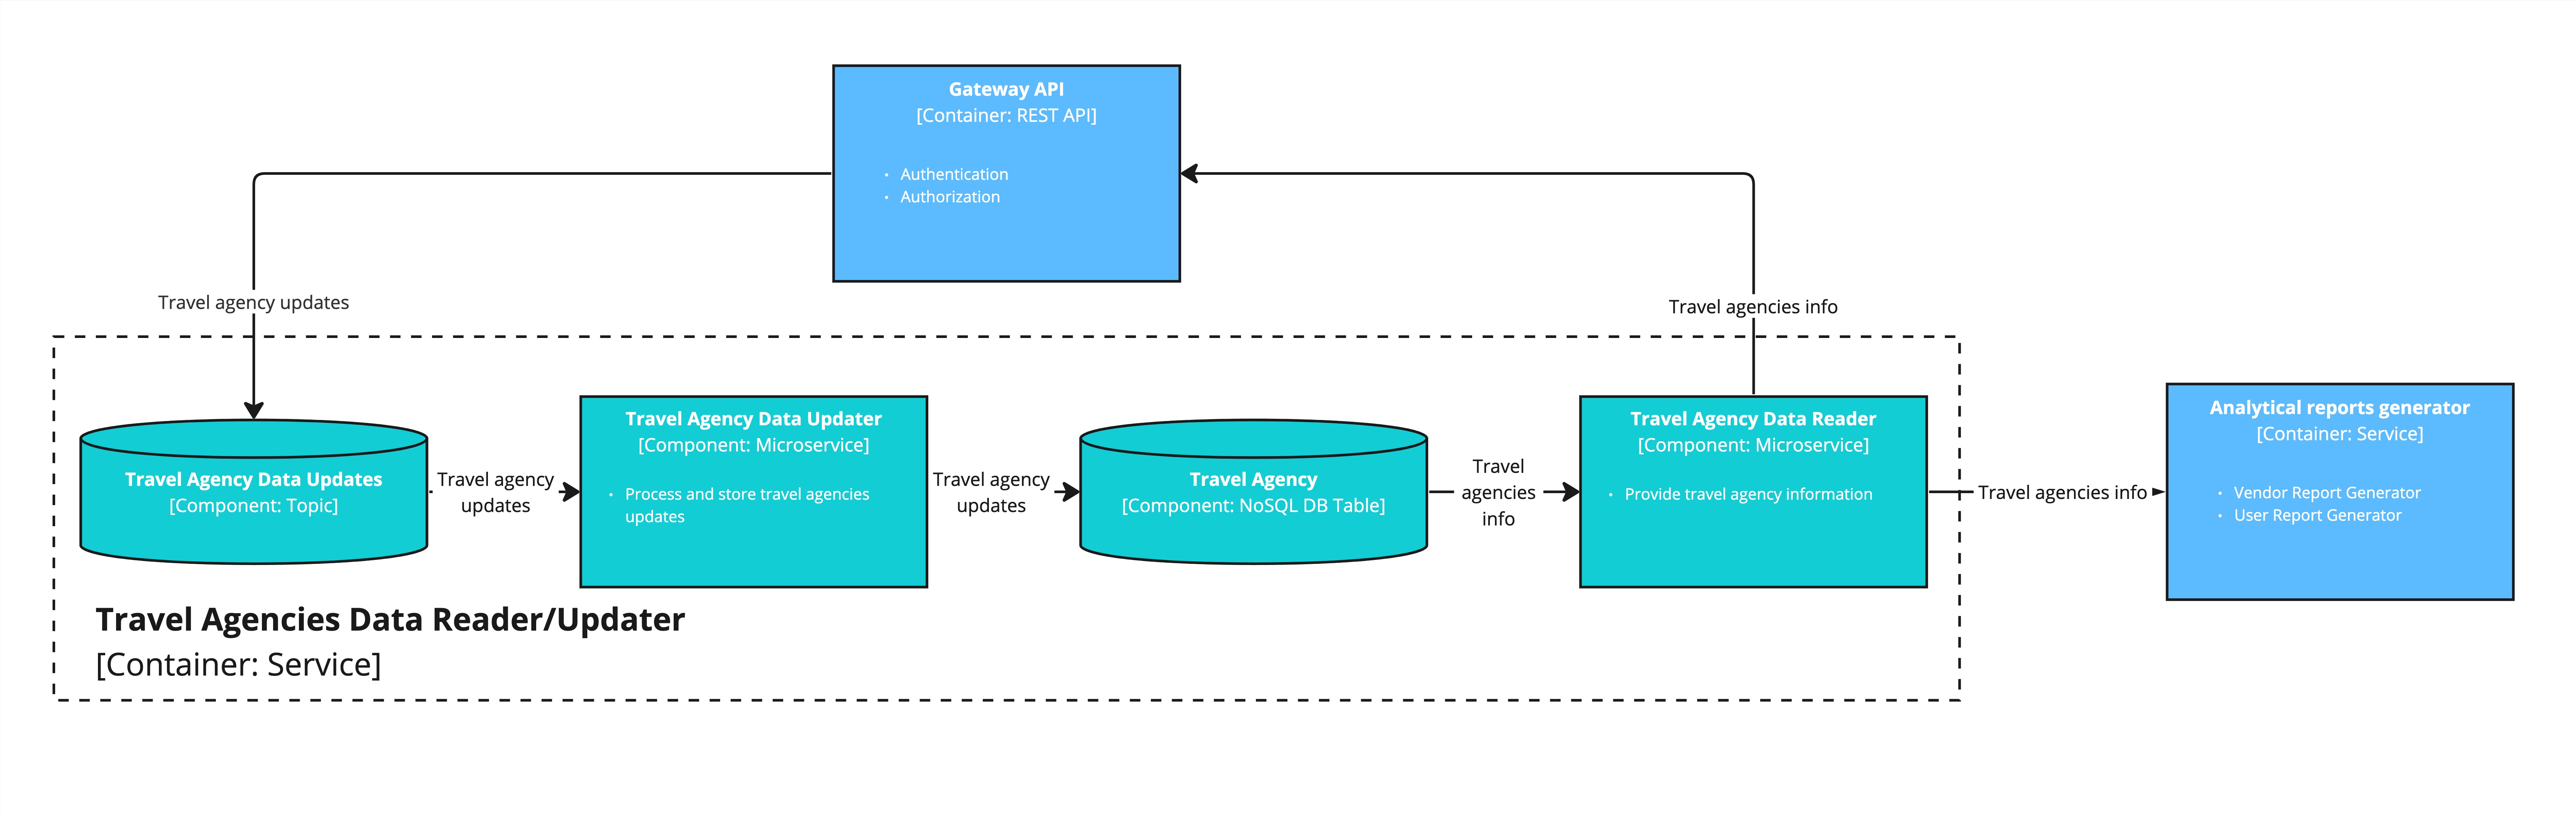 Gateway API
[Container: REST API]
• Authentication
• Authorization
Travel agency updates
Travel agencies info
Travel Agency Data Updates
[Component: Topic]
Travel agency
updates
Travel Agency Data Updater
[Component: Microservice]
• Process and store travel agencies
updates
Travel agency
updates
Travel Agency
[Component: NoSQL DB Table]
Travel
agencies
info
Travel Agency Data Reader
[Component: Microservice]
• Provide travel agency information
Travel agencies info
Analytical reports generator
[Container: Service]
• Vendor Report Generator
• User Report Generator
Travel Agencies Data Reader/Updater
[Container: Service]